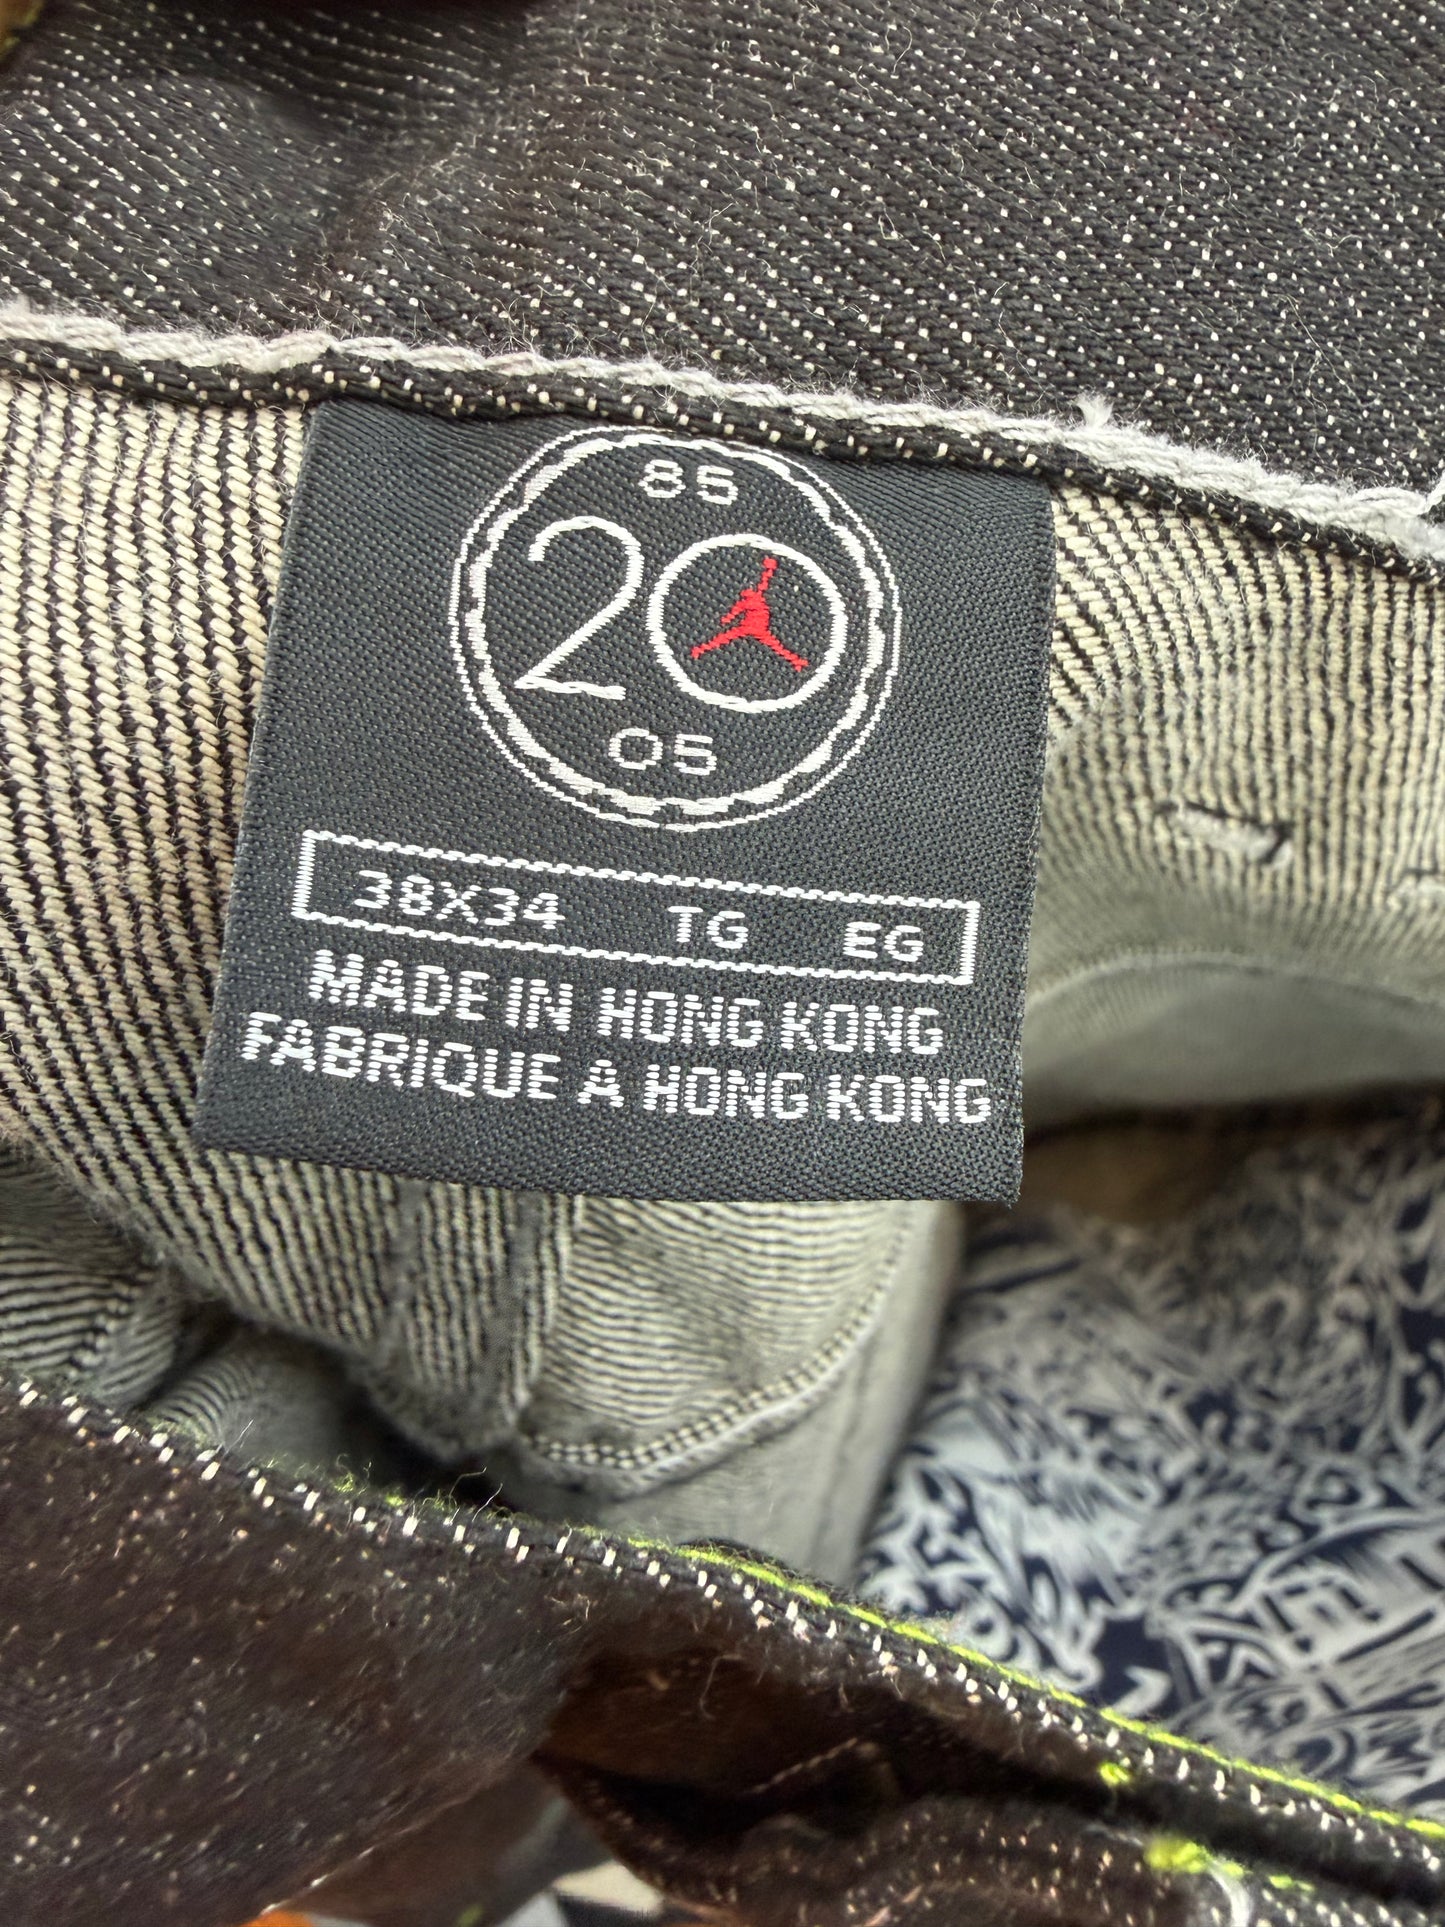 85
20
05
38X34 TG EG
MADE IN HONG KONG
FABRIQUE A HONG KONG